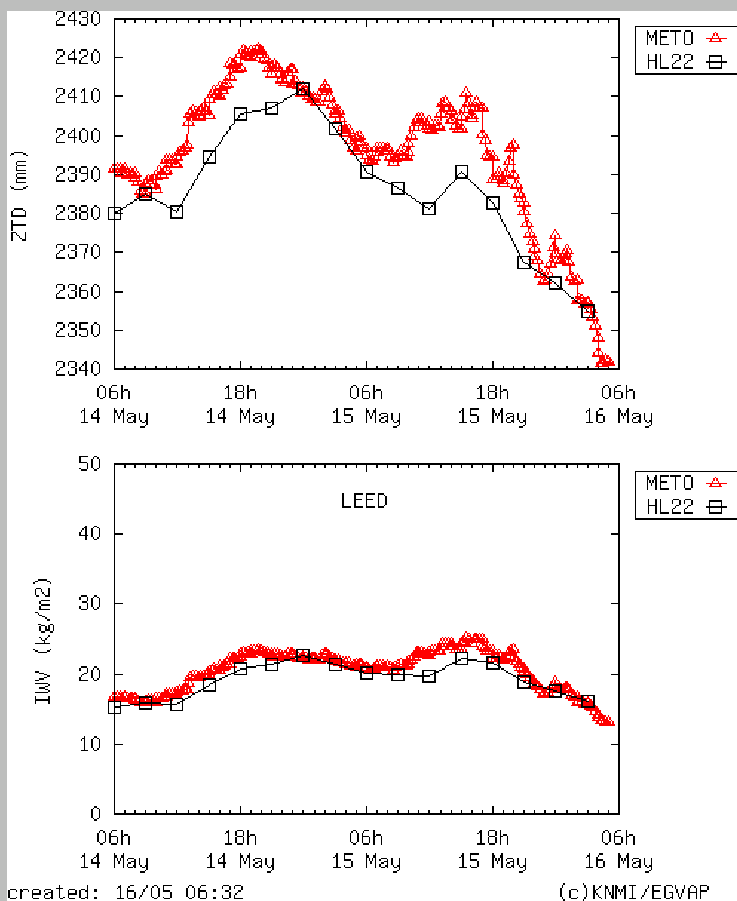 2430
2420
2410
2400
2390
2380
2370
2360
2350
2340
ZTD (mm)
METO
HL22
06h 18h 06h 18h 06h
14 May 14 May 15 May 15 May 16 May
50
40
30
20
10
0
IWV (kg/m2)
LEED
METO
HL22
06h 18h 06h 18h 06h
14 May 14 May 15 May 15 May 16 May
created: 16/05 06:32 (c)KNMI/EGVAP